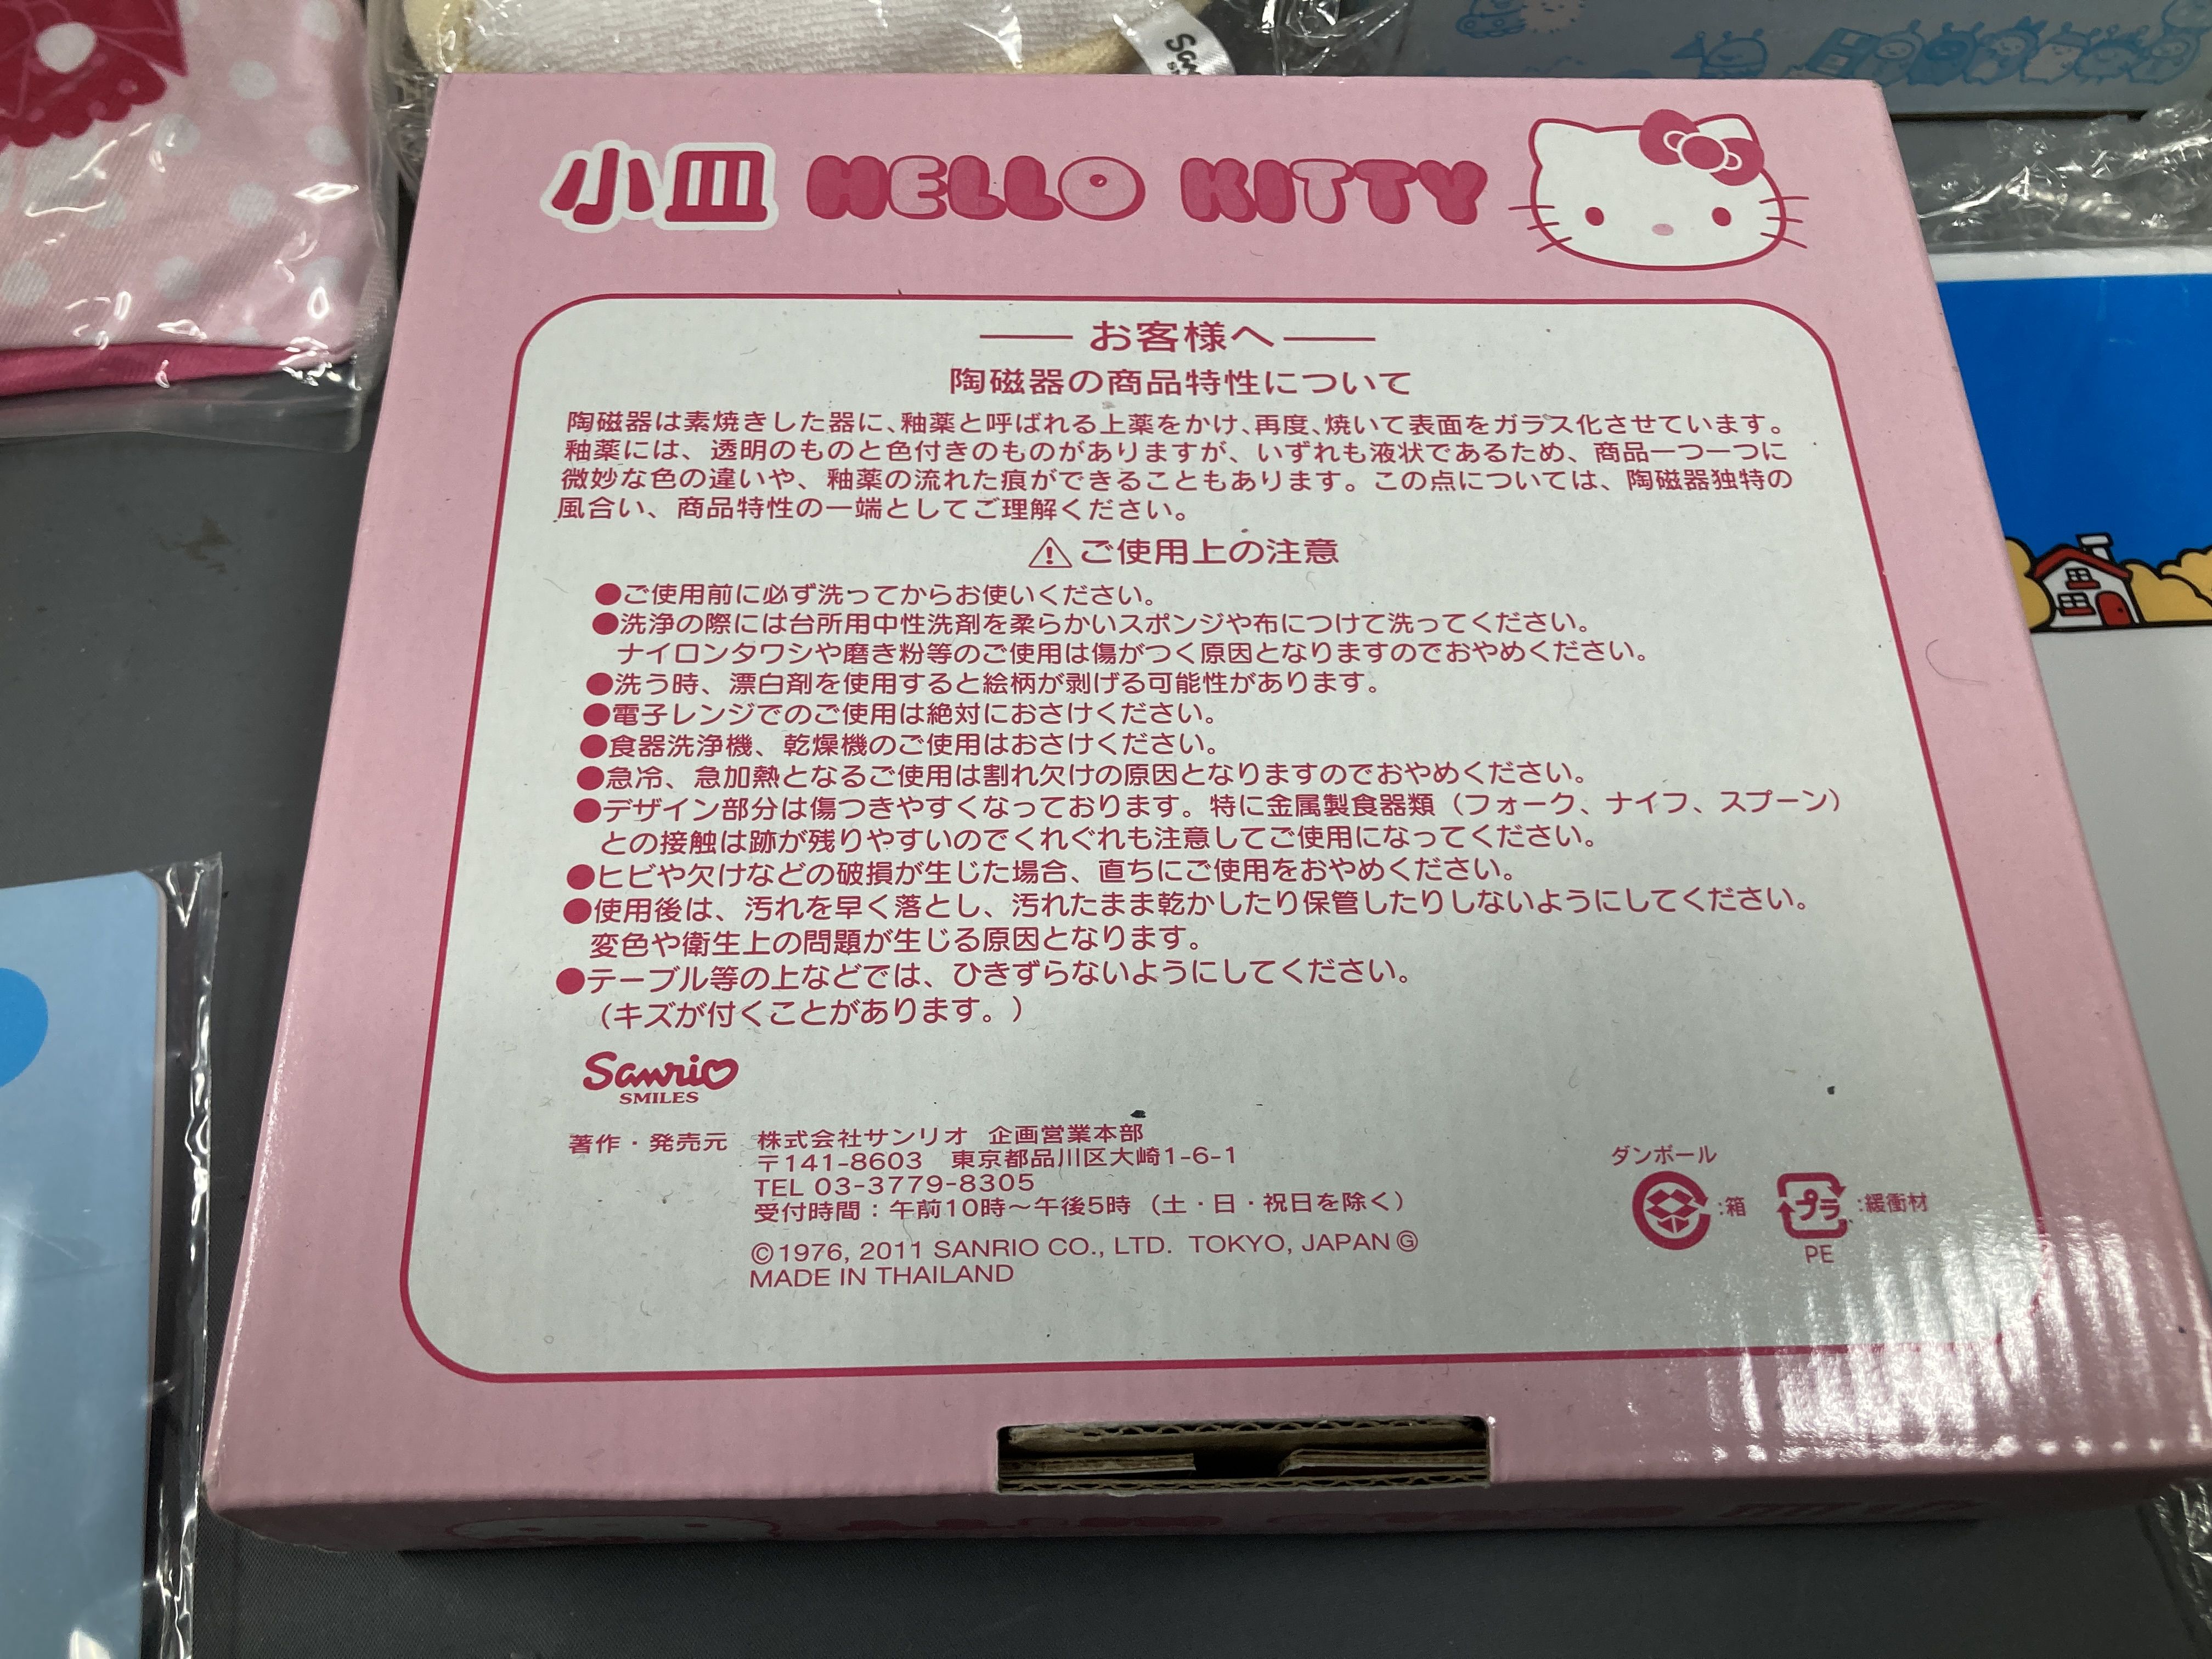 小皿 HELLO KITTY
お客様へ
陶磁器の商品特性について
陶磁器は素焼きした器に、釉薬と呼ばれる上薬をかけ、再度、焼いて表面をガラス化させています。
釉薬には、透明のものと色付きのものがありますが、いずれも液状であるため、商品一つ一つに
微妙な色の違いや、釉薬の流れた痕ができることもあります。この点については、陶磁器独特の
風合い、商品特性の一端としてご理解ください。
⚠ご使用上の注意
●ご使用前に必ず洗ってからお使いください。
●洗浄の際には台所用中性洗剤を柔らかいスポンジや布につけて洗ってください。
ナイロンタワシや磨き粉等のご使用は傷がつく原因となりますのでおやめください。
●洗う時、漂白剤を使用すると絵柄が剥げる可能性があります。
●電子レンジでのご使用は絶対におさけください。
●食器洗浄機、乾燥機のご使用はおさけください。
●急冷、急加熱となるご使用は割れ欠けの原因となりますのでおやめください。
●デザイン部分は傷つきやすくなっております。特に金属製食器類（フォーク、ナイフ、スプーン）
との接触は跡が残りやすいのでくれぐれも注意してご使用になってください。
●ヒビや欠けなどの破損が生じた場合、直ちにご使用をおやめください。
●使用後は、汚れを早く落とし、汚れたまま乾かしたり保管したりしないようにしてください。
変色や衛生上の問題が生じる原因となります。
●テーブル等の上などでは、ひきずらないようにしてください。
（キズが付くことがあります。）
Sanrio
SMILES
著作・発売元 株式会社サンリオ 企画営業本部
〒141-8603 東京都品川区大崎1-6-1
TEL 03-3779-8305
受付時間：午前10時〜午後5時（土・日・祝日を除く）
©1976, 2011 SANRIO CO., LTD. TOKYO, JAPAN Ⓖ
MADE IN THAILAND
ダンボール
:箱
プラ :緩衝材
PE